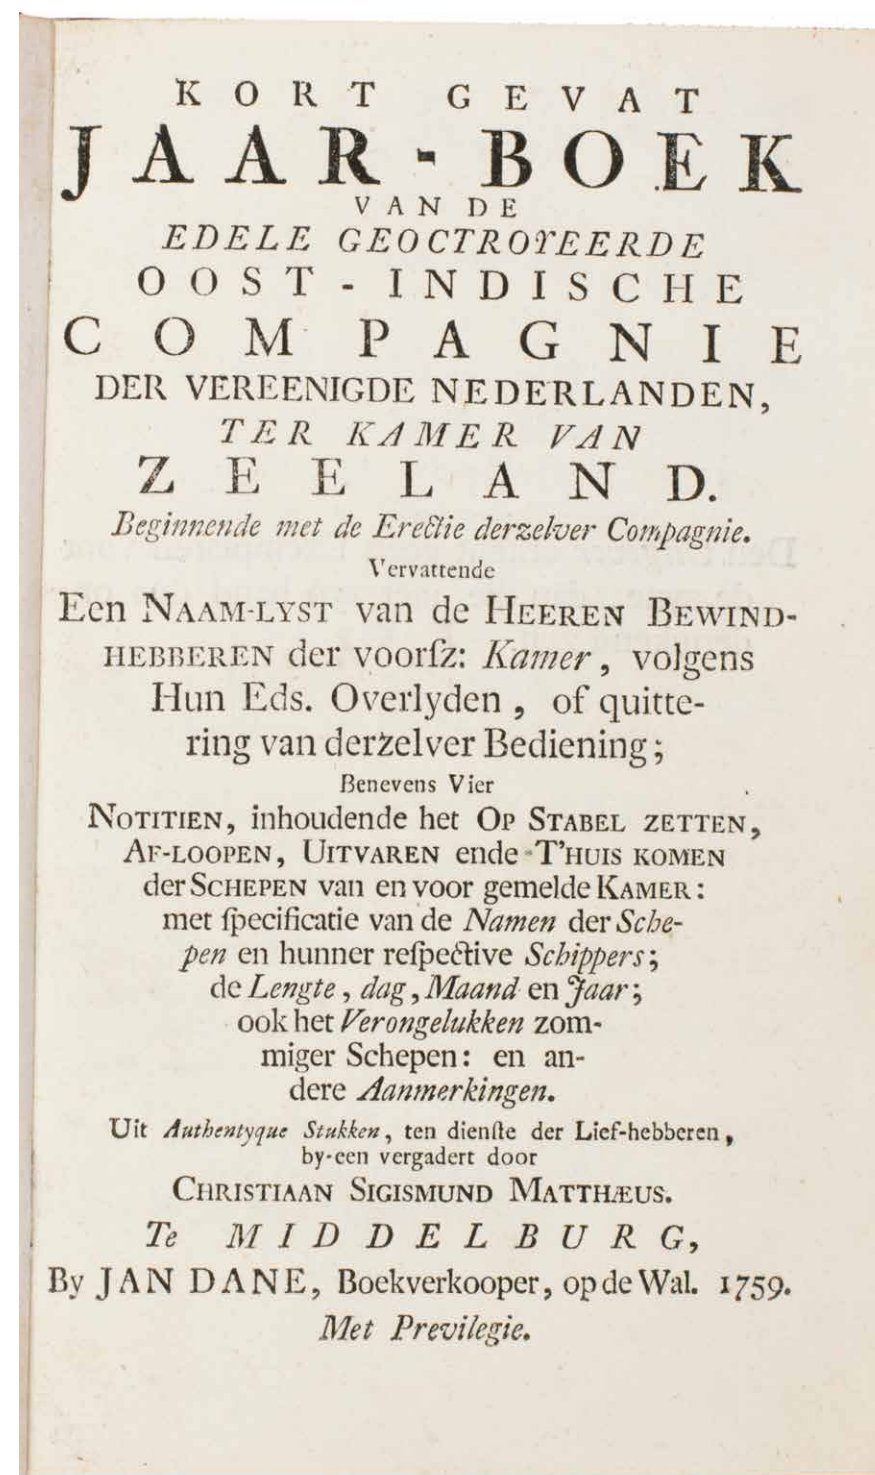 KORT GEVAT
JAAR-BOEK
VAN DE
EDELE GEOCTROYEERDE
OOST-INDISCHE
COMPAGNIE
DER VEREENIGDE NEDERLANDEN,
TER KAMER VAN
ZEELAND.
Beginnende met de Erectie derzelver Compagnie.
Vervattende
Een NAAM-LYST van de HEEREN BEWIND-
HEBBEREN der voorſz: Kamer, volgens
Hun Eds. Overlyden, of quitte-
ring van derzelver Bediening;
Benevens Vier
NOTITIEN, inhoudende het OP STABEL ZETTEN,
AF-LOOPEN, UITVAREN ende T'HUIS KOMEN
der SCHEPEN van en voor gemelde KAMER:
met ſpecificatie van de Namen der Sche-
pen en hunner reſpective Schippers;
de Lengte, dag, Maand en Jaar;
ook het Verongelukken zom-
miger Schepen: en an-
dere Aanmerkingen.
Uit Authentyque Stukken, ten dienſte der Lief-hebberen,
by-een vergadert door
CHRISTIAAN SIGISMUND MATTHÆUS.
Te MIDDELBURG,
By JAN DANE, Boekverkooper, op de Wal. 1759.
Met Previlegie.